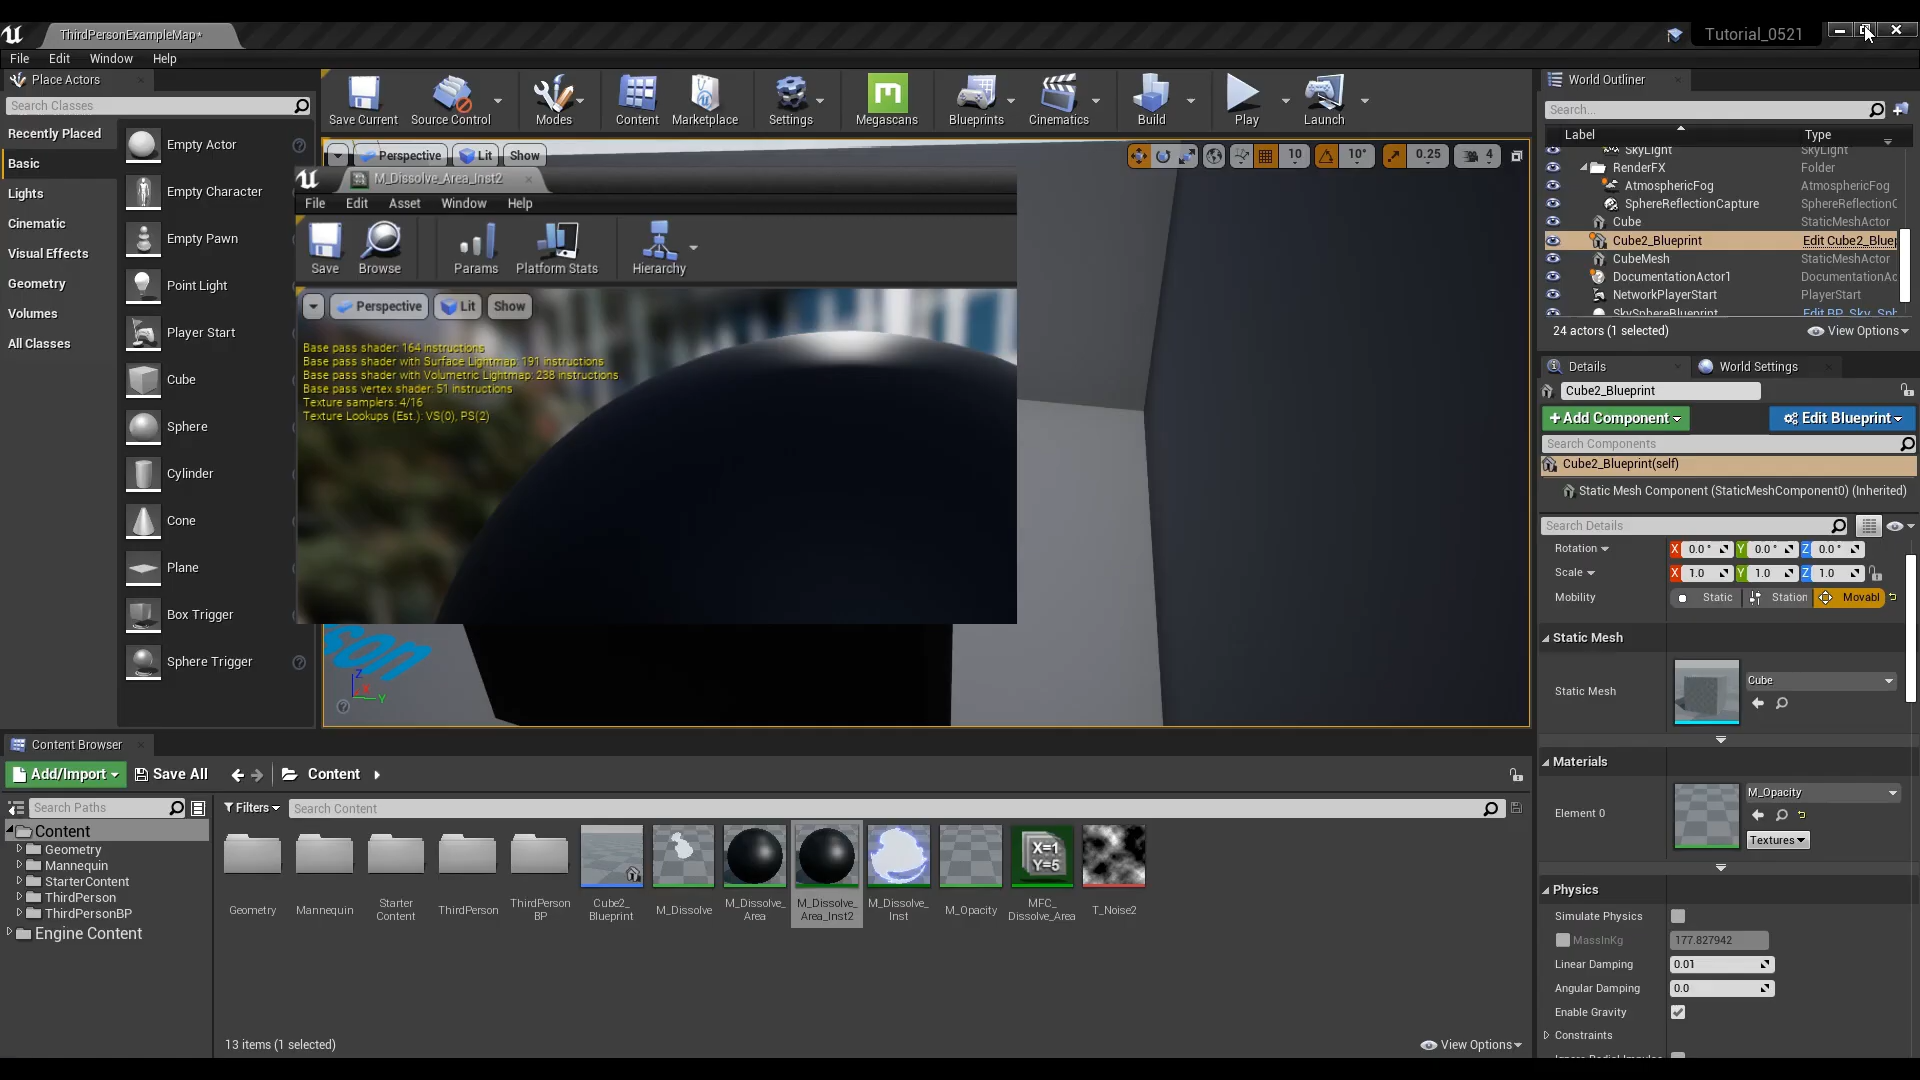 ThirdPersonExampleMap*
Tutorial_0521
File Edit Window Help
Place Actors
Search Classes
Recently Placed
Basic
Lights
Cinematic
Visual Effects
Geometry
Volumes
All Classes
Empty Actor
Empty Character
Empty Pawn
Point Light
Player Start
Cube
Sphere
Cylinder
Cone
Plane
Box Trigger
Sphere Trigger
Save Current Source Control Modes Content Marketplace Settings Megascans Blueprints Cinematics Build Play Launch
Perspective Lit Show
10 10° 0.25 4
M_Dissolve_Area_Inst2
File Edit Asset Window Help
Save Browse Params Platform Stats Hierarchy
Perspective Lit Show
Base pass shader: 164 instructions
Base pass shader with Surface Lightmap: 191 instructions
Base pass shader with Volumetric Lightmap: 238 instructions
Base pass vertex shader: 51 instructions
Texture samplers: 4/16
Texture Lookups (Est.): VS(0), PS(2)
son
Z
Y
World Outliner
Search...
Label Type
SkyLight SkyLight
RenderFX Folder
AtmosphericFog AtmosphericFog
SphereReflectionCapture SphereReflectionC
Cube StaticMeshActor
Cube2_Blueprint Edit Cube2_Bluep
CubeMesh StaticMeshActor
DocumentationActor1 DocumentationAc
NetworkPlayerStart PlayerStart
SkySphereBlueprint Edit BP_Sky_Sph
24 actors (1 selected) View Options
Details World Settings
Cube2_Blueprint
+Add Component Edit Blueprint
Search Components
Cube2_Blueprint(self)
Static Mesh Component (StaticMeshComponent0) (Inherited)
Search Details
Rotation X 0.0° Y 0.0° Z 0.0°
Scale X 1.0 Y 1.0 Z 1.0
Mobility Static Station Movabl
Static Mesh
Static Mesh Cube
Materials
Element 0 M_Opacity
Textures
Physics
Simulate Physics
MassInKg 177.827942
Linear Damping 0.01
Angular Damping 0.0
Enable Gravity
Constraints
Content Browser
Add/Import Save All Content
Search Paths
Filters Search Content
Content
Geometry
Mannequin
StarterContent
ThirdPerson
ThirdPersonBP
Engine Content
X=1
Y=5
Geometry
Mannequin
Starter
Content
ThirdPerson
ThirdPerson
BP
Cube2_
Blueprint
M_Dissolve
M_Dissolve_
Area
M_Dissolve_
Area_Inst2
M_Dissolve_
Inst
M_Opacity
MFC_
Dissolve_Area
T_Noise2
13 items (1 selected) View Options